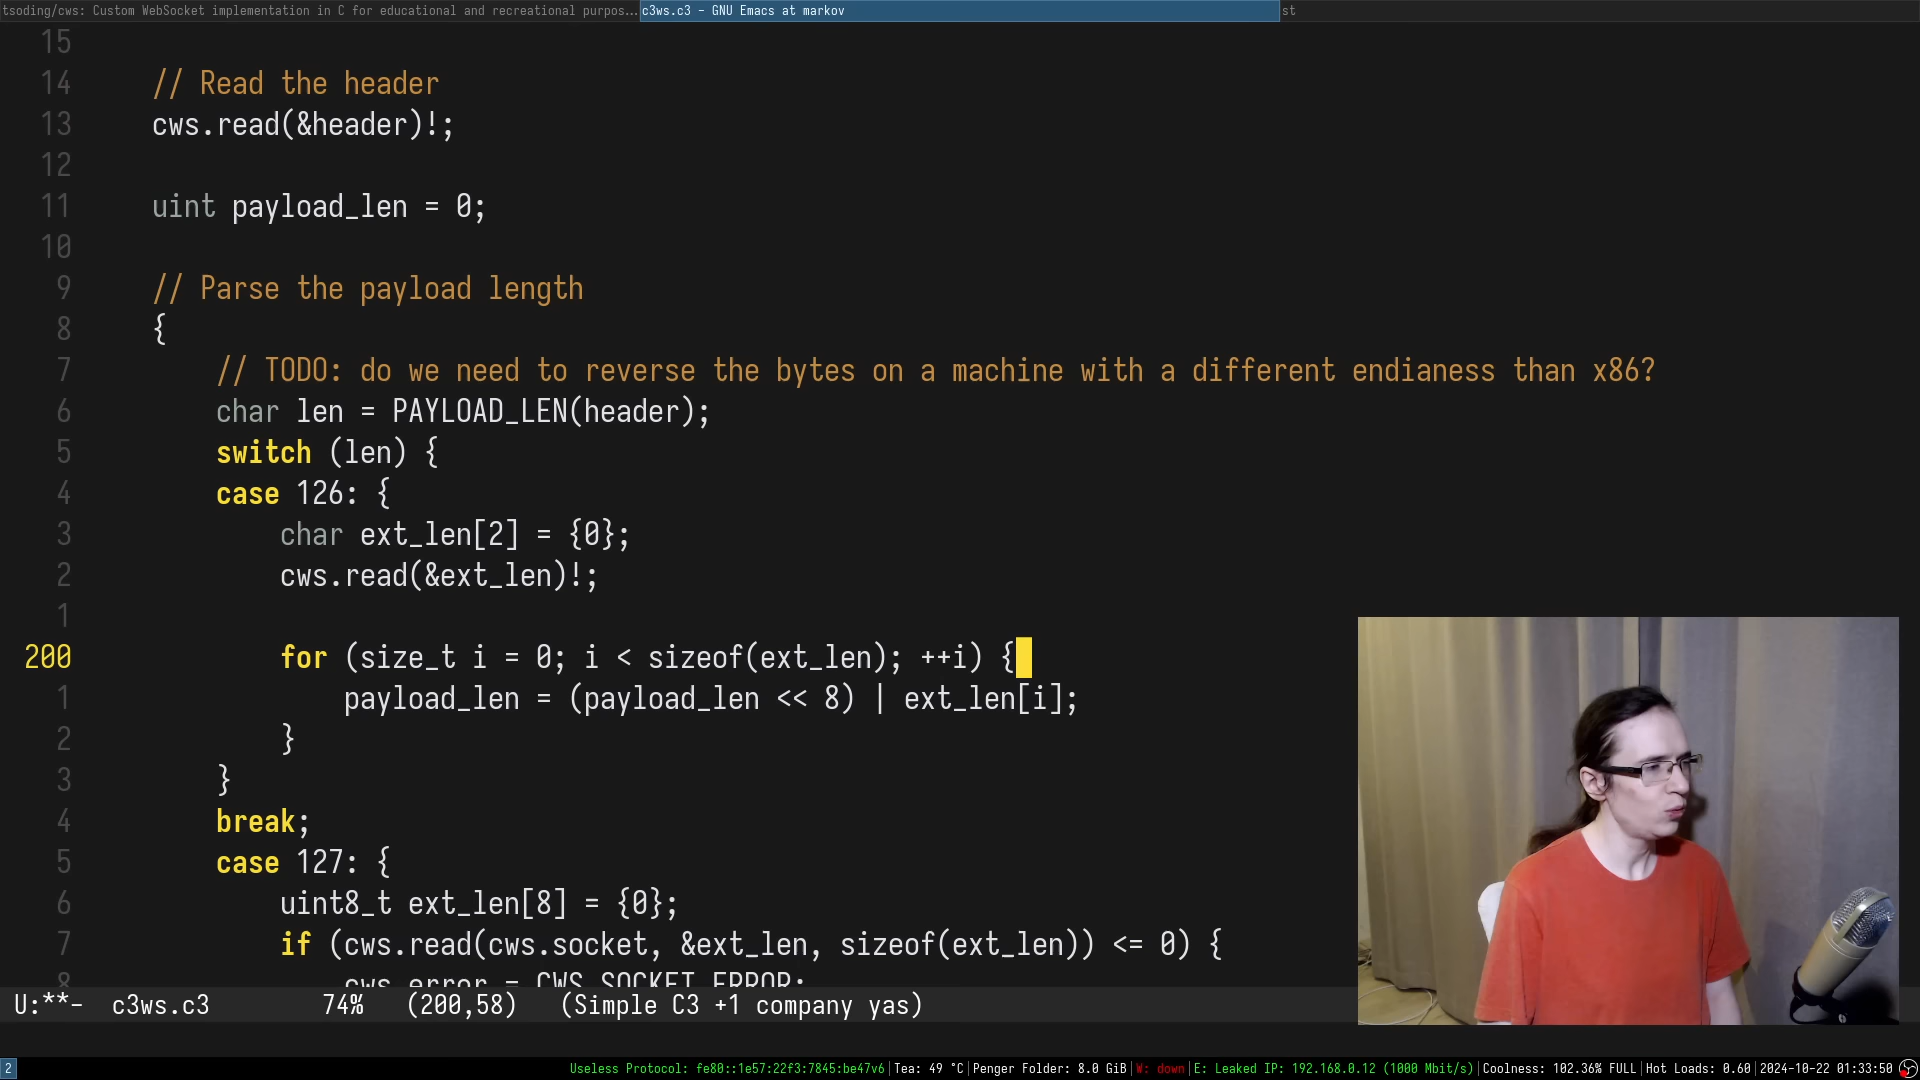 tsoding/cws: Custom WebSocket implementation in C for educational and recreational purpos... c3ws.c3 - GNU Emacs at markov st
15
14 // Read the header
13 cws.read(&header)!;
12
11 uint payload_len = 0;
10
9 // Parse the payload length
8 {
7 // TODO: do we need to reverse the bytes on a machine with a different endianess than x86?
6 char len = PAYLOAD_LEN(header);
5 switch (len) {
4 case 126: {
3 char ext_len[2] = {0};
2 cws.read(&ext_len)!;
1
200 for (size_t i = 0; i < sizeof(ext_len); ++i) {
1 payload_len = (payload_len << 8) | ext_len[i];
2 }
3 }
4 break;
5 case 127: {
6 uint8_t ext_len[8] = {0};
7 if (cws.read(cws.socket, &ext_len, sizeof(ext_len)) <= 0) {
8 cws.error = CWS_SOCKET_ERROR;
U:**- c3ws.c3 74% (200,58) (Simple C3 +1 company yas)
2 Useless Protocol: fe80::1e57:22f3:7845:be47v6|Tea: 49 °C|Penger Folder: 8.0 GiB|W: down|E: Leaked IP: 192.168.0.12 (1000 Mbit/s)|Coolness: 102.36% FULL|Hot Loads: 0.60|2024-10-22 01:33:50